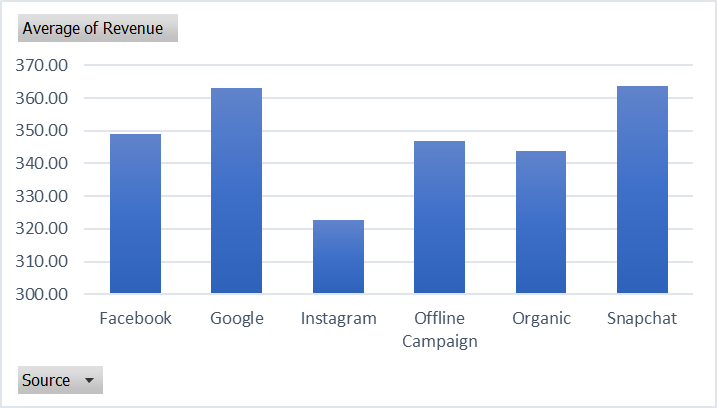 Average of Revenue
370.00
360.00
350.00
340.00
330.00
320.00
310.00
300.00
Facebook Google Instagram Offline Campaign Organic Snapchat
Source